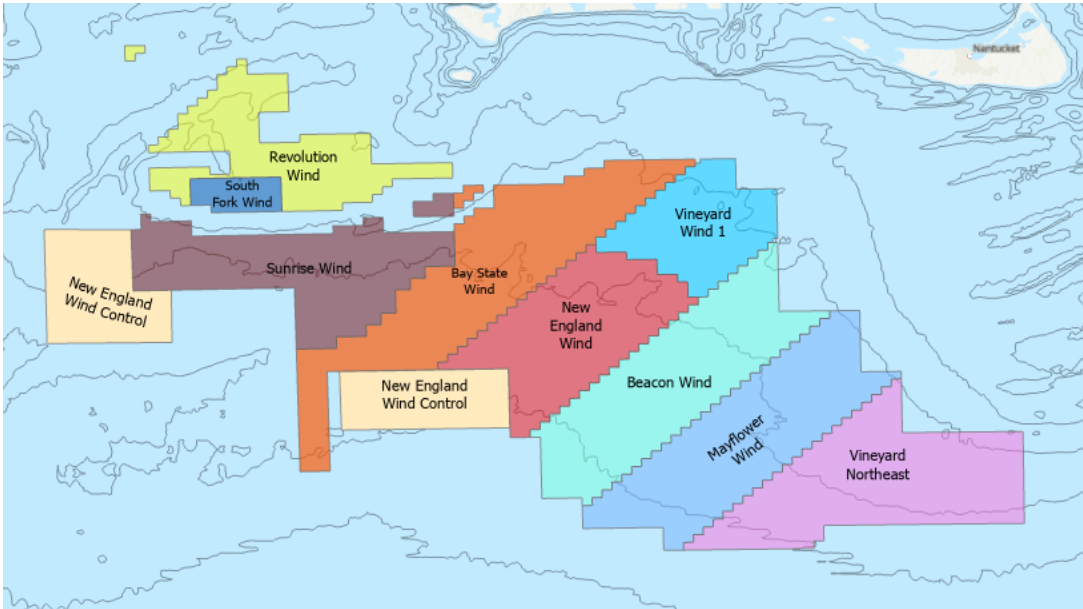 Nantucket
Revolution
Wind
South
Fork Wind
Vineyard
Wind 1
Sunrise Wind
Bay State
Wind
New England
Wind Control
New
England
Wind
New England
Wind Control
Beacon Wind
Mayflower
Wind
Vineyard
Northeast